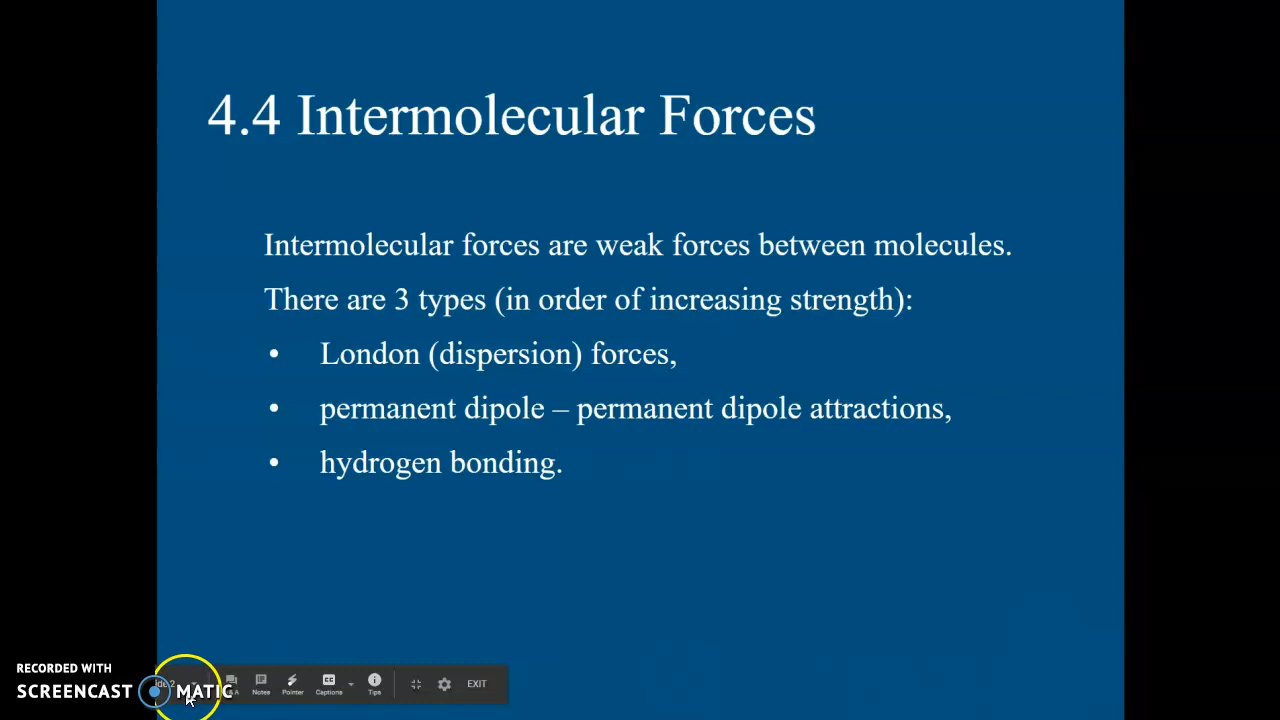 4.4 Intermolecular Forces
Intermolecular forces are weak forces between molecules.
There are 3 types (in order of increasing strength):
• London (dispersion) forces,
• permanent dipole – permanent dipole attractions,
• hydrogen bonding.
RECORDED WITH
SCREENCAST MATIC
Notes Pointer Captions Tips EXIT